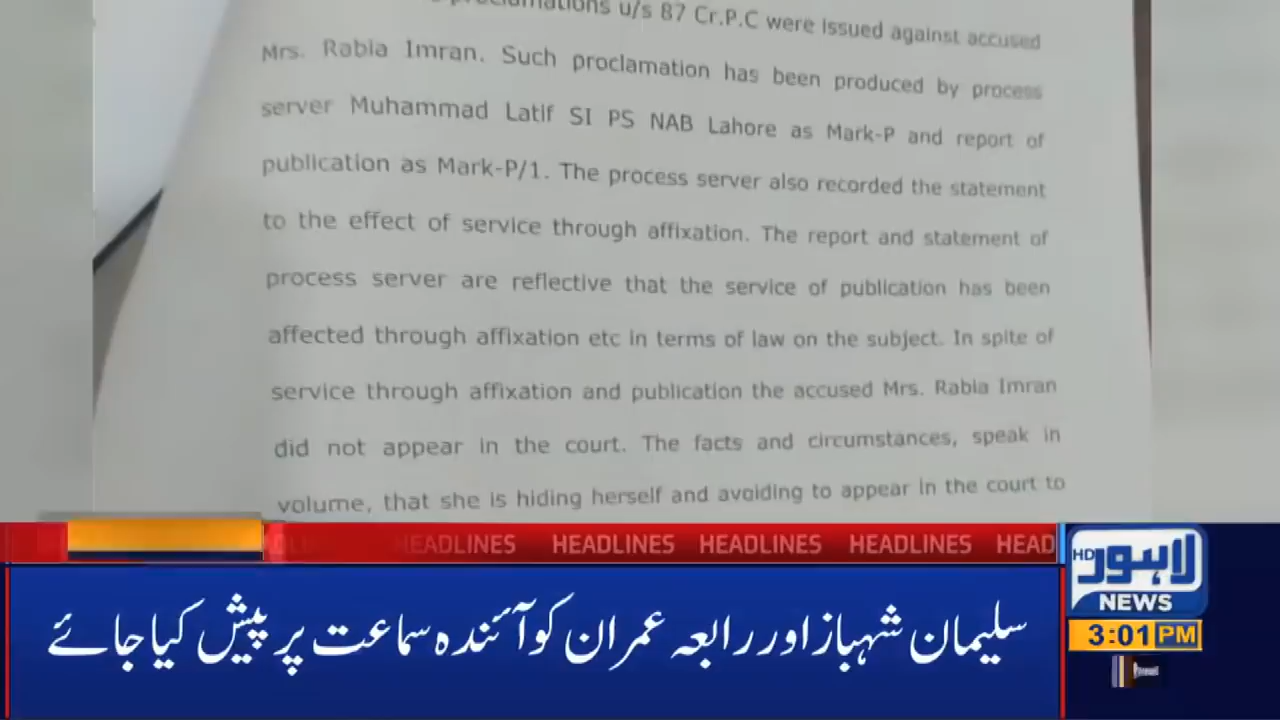 proclamations u/s 87 Cr.P.C were issued against accused
Mrs. Rabia Imran. Such proclamation has been produced by process
server Muhammad Latif SI PS NAB Lahore as Mark-P and report of
publication as Mark-P/1. The process server also recorded the statement
to the effect of service through affixation. The report and statement of
process server are reflective that the service of publication has been
affected through affixation etc in terms of law on the subject. In spite of
service through affixation and publication the accused Mrs. Rabia Imran
did not appear in the court. The facts and circumstances, speak in
volume, that she is hiding herself and avoiding to appear in the court to
HEADLINES HEADLINES HEADLINES HEADLINES HEAD
HD لاہور
NEWS
3:01 PM
سلیمان شہباز اور رابعہ عمران کو آئندہ سماعت پر پیش کیا جائے